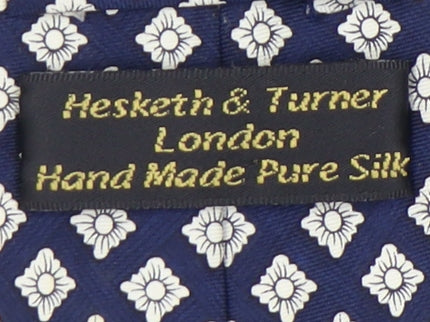 Hesketh & Turner
London
Hand Made Pure Silk